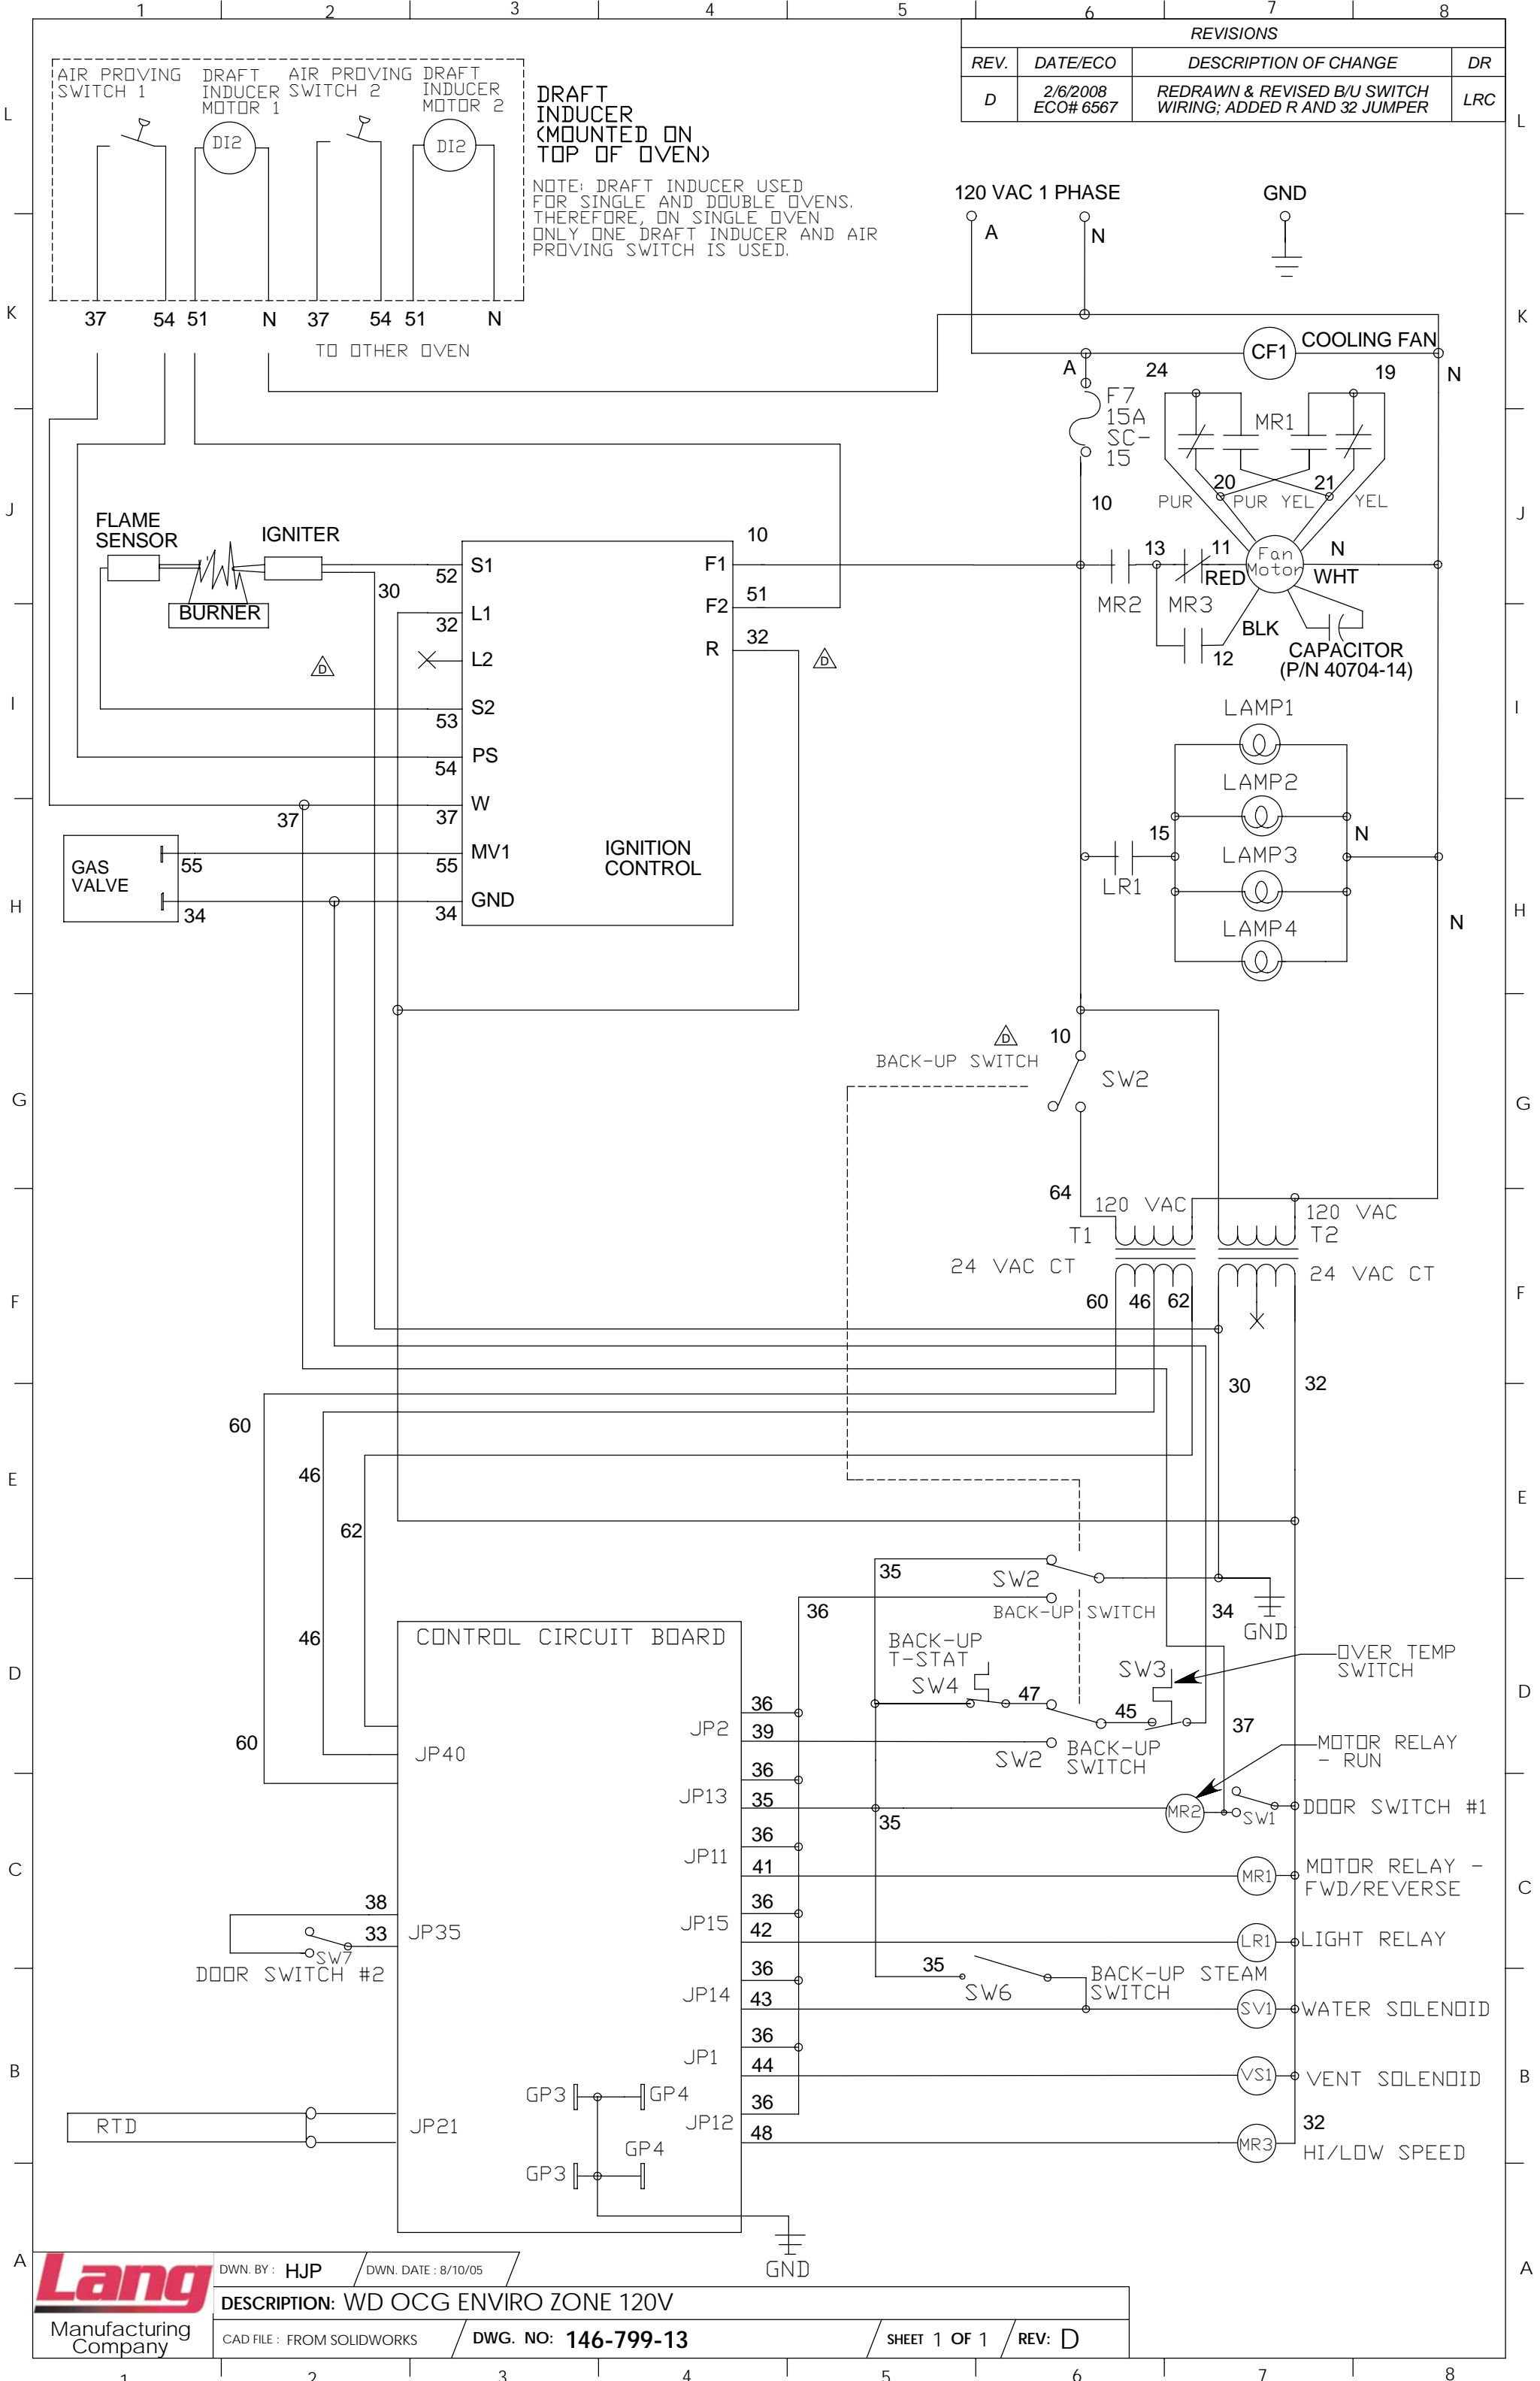 1 2 3 4 5 6 7 8
REVISIONS
REV. DATE/ECO DESCRIPTION OF CHANGE DR
D 2/6/2008 ECO# 6567 REDRAWN & REVISED B/U SWITCH WIRING; ADDED R AND 32 JUMPER LRC
L L
AIR PROVING SWITCH 1
DRAFT INDUCER MOTOR 1
AIR PROVING SWITCH 2
DRAFT INDUCER MOTOR 2
DI2 DI2
DRAFT
INDUCER
(MOUNTED ON
TOP OF OVEN)
NOTE: DRAFT INDUCER USED
FOR SINGLE AND DOUBLE OVENS.
THEREFORE, ON SINGLE OVEN
ONLY ONE DRAFT INDUCER AND AIR
PROVING SWITCH IS USED.
120 VAC 1 PHASE GND
A N
K K
37 54 51 N 37 54 51 N
TO OTHER OVEN
CF1 COOLING FAN
A 24 19 N
F7
15A
SC-
15
MR1
20 21
PUR PUR YEL YEL
10
J J
FLAME
SENSOR
IGNITER
BURNER
30
52 S1
32 L1
L2
53 S2
54 PS
37 W
55 MV1
34 GND
F1 10
F2 51
R 32
IGNITION
CONTROL
D D
13 11 RED
Fan
Motor
N
WHT
MR2 MR3
BLK
12
CAPACITOR
(P/N 40704-14)
I I
LAMP1
LAMP2
LAMP3
LAMP4
15 N
LR1
N
37
GAS
VALVE
55
34
H H
D
10
BACK-UP SWITCH
SW2
G G
64
120 VAC 120 VAC
T1 T2
24 VAC CT 24 VAC CT
60 46 62
F F
30 32
60
46
62
E E
35
SW2
BACK-UP SWITCH
36
34
GND
46
CONTROL CIRCUIT BOARD
BACK-UP
T-STAT
SW4
47
SW3
OVER TEMP
SWITCH
45
37
D D
60
JP40
36
JP2
39
SW2
BACK-UP
SWITCH
MOTOR RELAY
- RUN
36
JP13
35
35
MR2
SW1
DOOR SWITCH #1
36
JP11
41
MR1
MOTOR RELAY -
FWD/REVERSE
C C
38
33
JP35
SW7
DOOR SWITCH #2
36
JP15
42
LR1
LIGHT RELAY
36
35
SW6
BACK-UP STEAM
SWITCH
JP14
43
SV1
WATER SOLENOID
36
JP1
44
VS1
VENT SOLENOID
B B
GP3 GP4
36
JP12
48
32
MR3
HI/LOW SPEED
RTD
JP21
GP4
GP3
GND
A A
Lang
Manufacturing
Company
DWN. BY : HJP DWN. DATE : 8/10/05
DESCRIPTION: WD OCG ENVIRO ZONE 120V
CAD FILE : FROM SOLIDWORKS DWG. NO: 146-799-13 SHEET 1 OF 1 REV: D
1 2 3 4 5 6 7 8